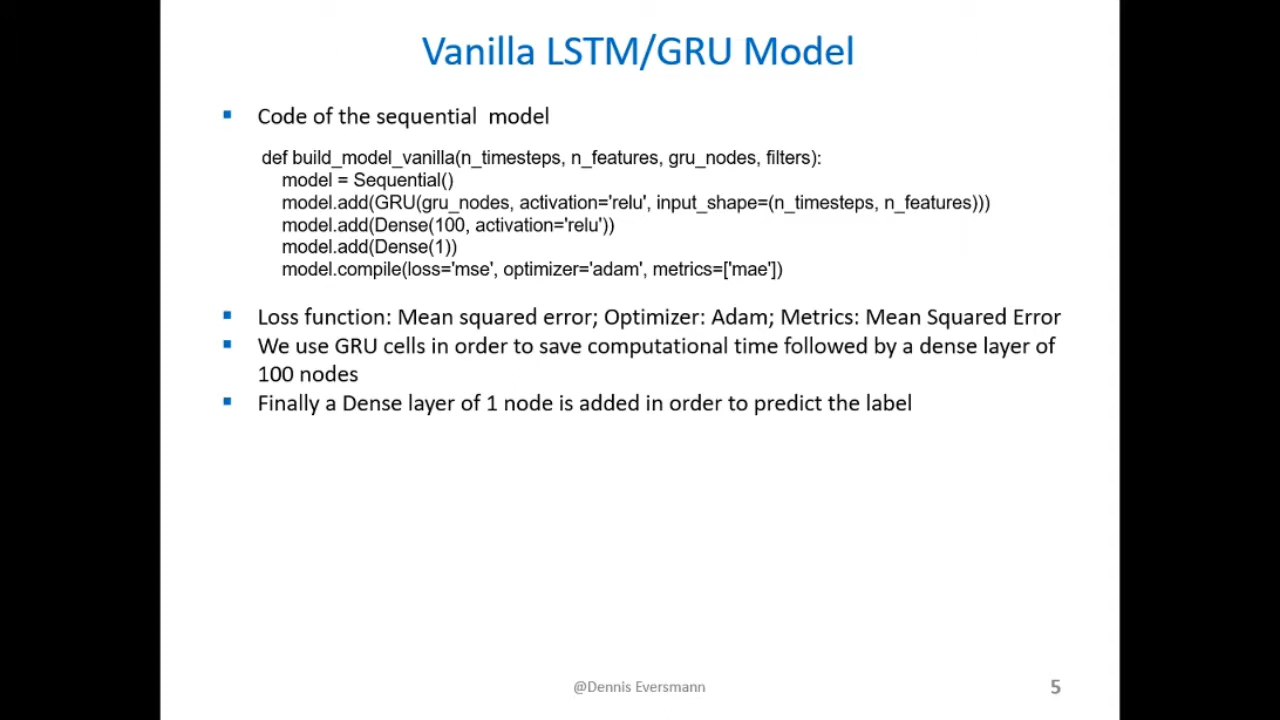 Vanilla LSTM/GRU Model
Code of the sequential model
def build_model_vanilla(n_timesteps, n_features, gru_nodes, filters):
model = Sequential()
model.add(GRU(gru_nodes, activation='relu', input_shape=(n_timesteps, n_features)))
model.add(Dense(100, activation='relu'))
model.add(Dense(1))
model.compile(loss='mse', optimizer='adam', metrics=['mae'])
Loss function: Mean squared error; Optimizer: Adam; Metrics: Mean Squared Error
We use GRU cells in order to save computational time followed by a dense layer of
100 nodes
Finally a Dense layer of 1 node is added in order to predict the label
@Dennis Eversmann
5